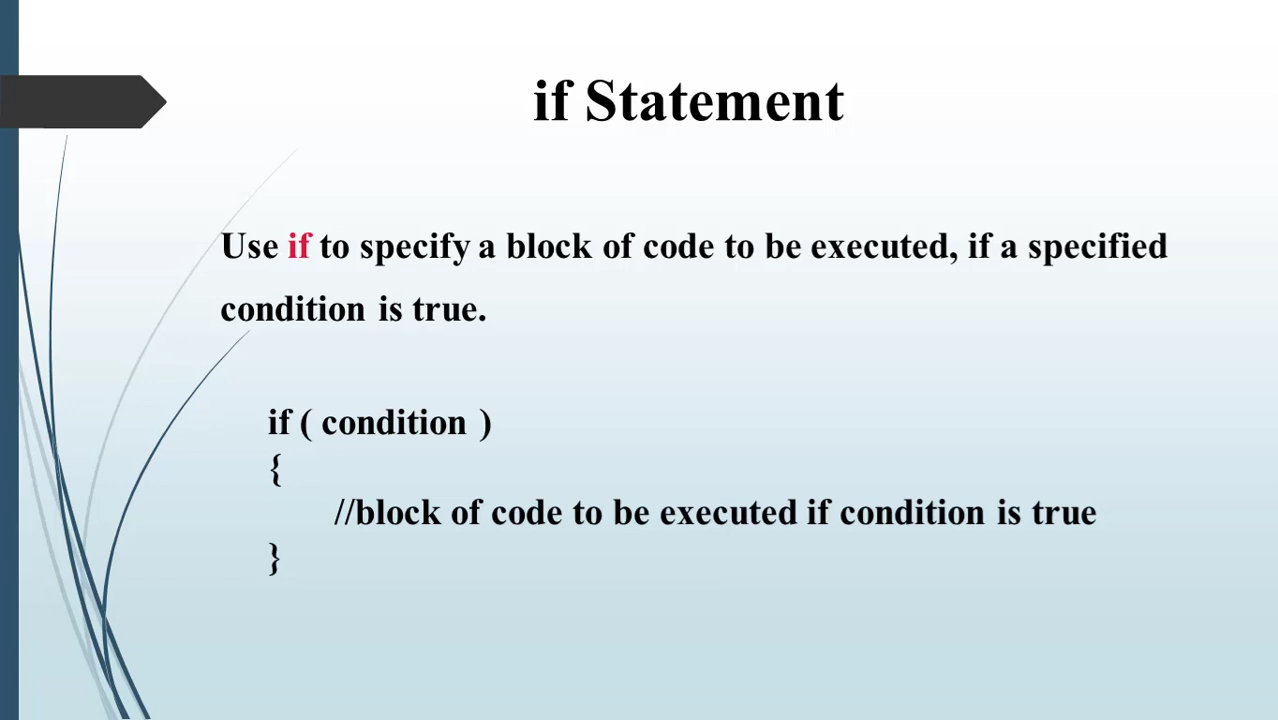 if Statement
Use if to specify a block of code to be executed, if a specified
condition is true.
if ( condition )
{
//block of code to be executed if condition is true
}